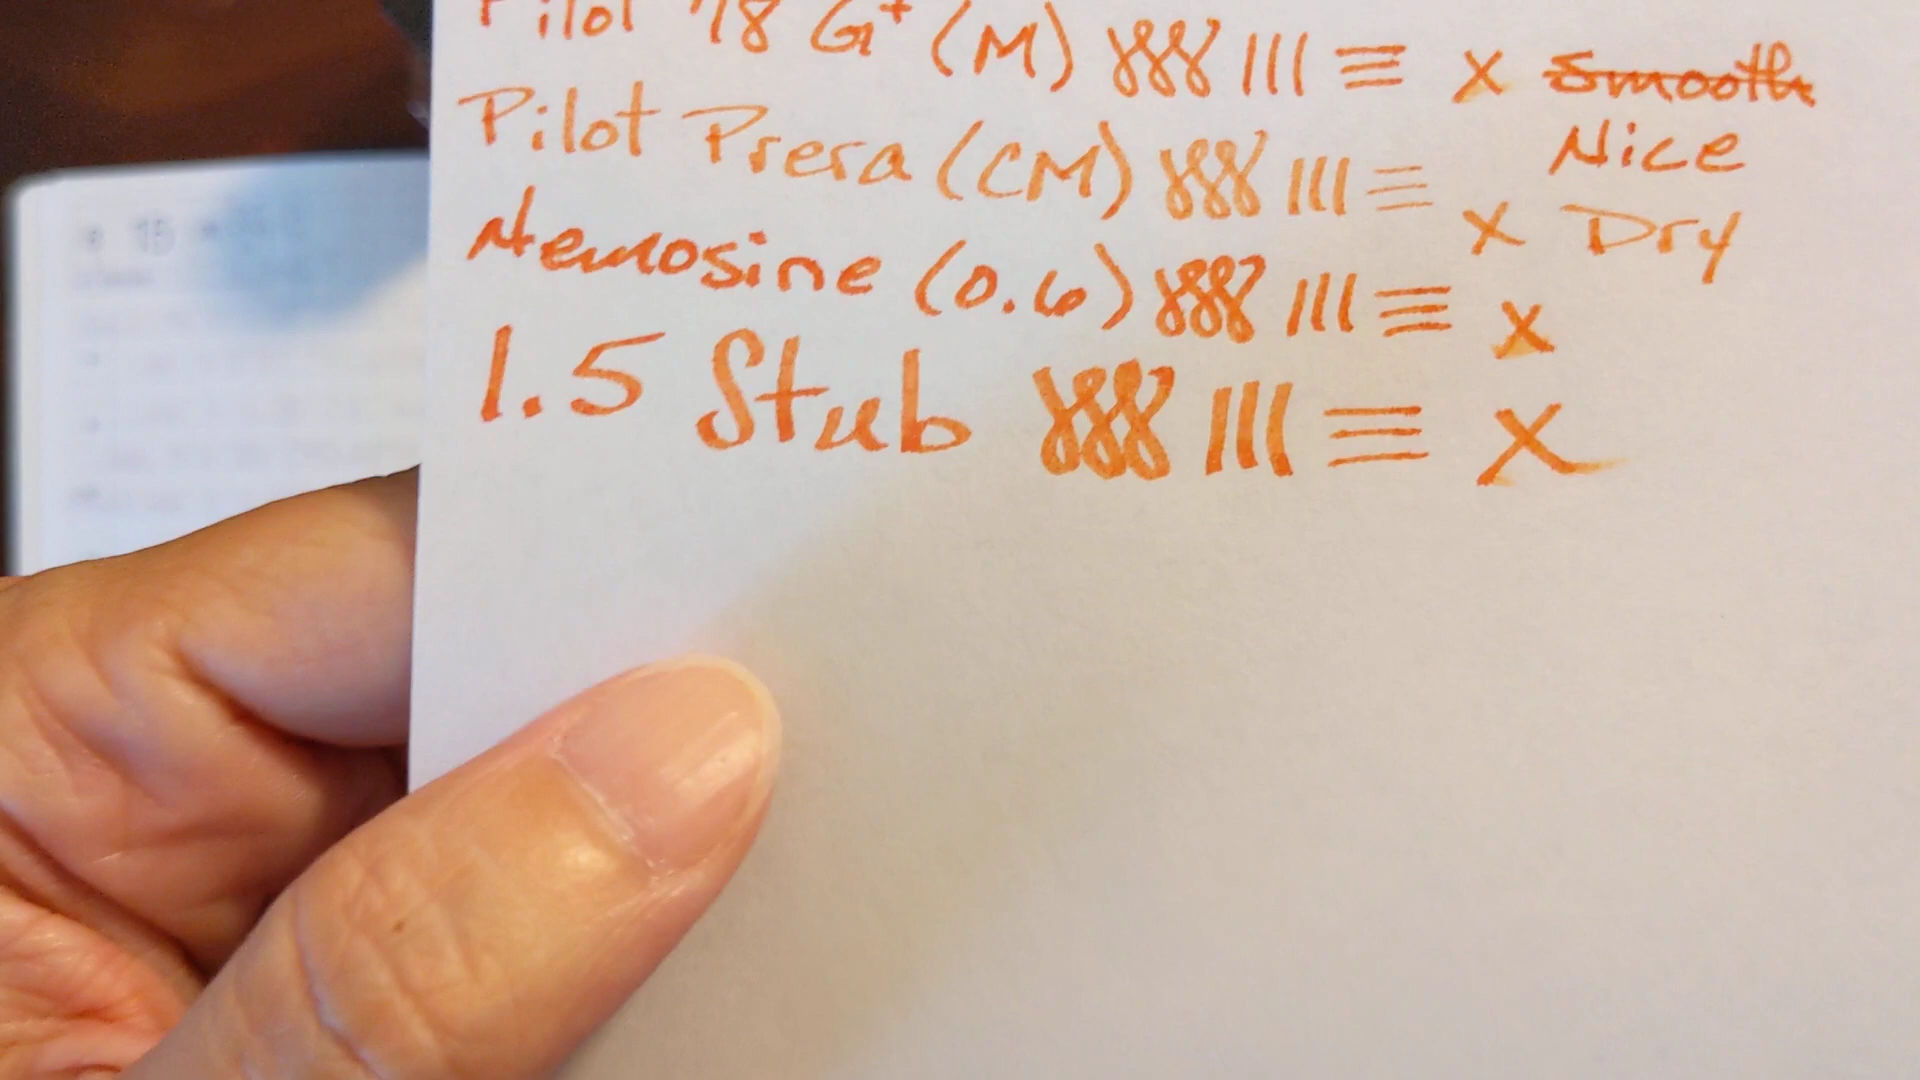 Pilot 78 G+ (M) 888 III ≡ X Smooth
Nice
Pilot Prera (CM) 888 III ≡ X Dry
Nemosine (0.6) 888 III ≡ X
1.5 Stub 888 III ≡ X